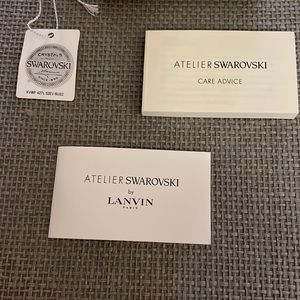 CRYSTALS
SWAROVSKI
ATELIER SWAROVSKI
CARE ADVICE
ATELIER SWAROVSKI
by
LANVIN
PARIS